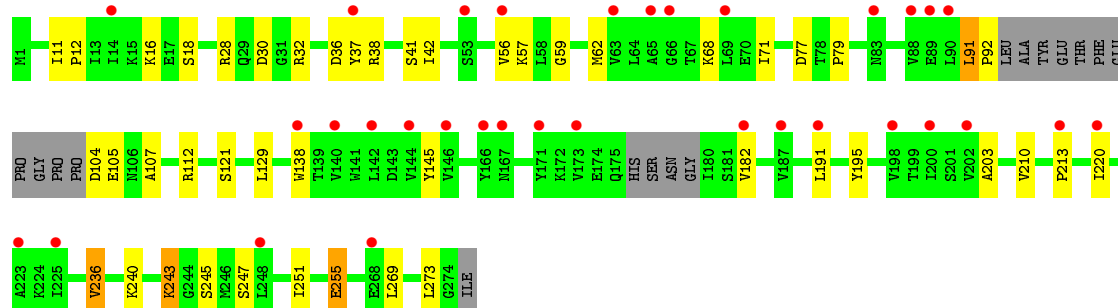 M1 I11 P12 I13 I14 K15 K16 E17 S18 R28 Q29 D30 G31 R32 D36 Y37 R38 S41 I42 S53 V56 K57 L58 G59 M62 V63 L64 A65 G66 T67 K68 L69 E70 I71 D77 T78 P79 N83 V88 E89 L90 L91 P92 LEU ALA TYR GLU THR PHE GLU
PRO GLY PRO PRO D104 E105 N106 A107 R112 S121 L129 W138 T139 V140 W141 L142 D143 V144 Y145 V146 Y166 N167 Y171 K172 V173 E174 Q175 HIS SER ASN GLY I180 S181 V182 V187 L191 Y195 V198 T199 I200 S201 V202 A203 V210 P213 I220
A223 K224 I225 V236 K240 K243 G244 S245 M246 S247 L248 I251 E255 E268 L269 L273 G274 ILE